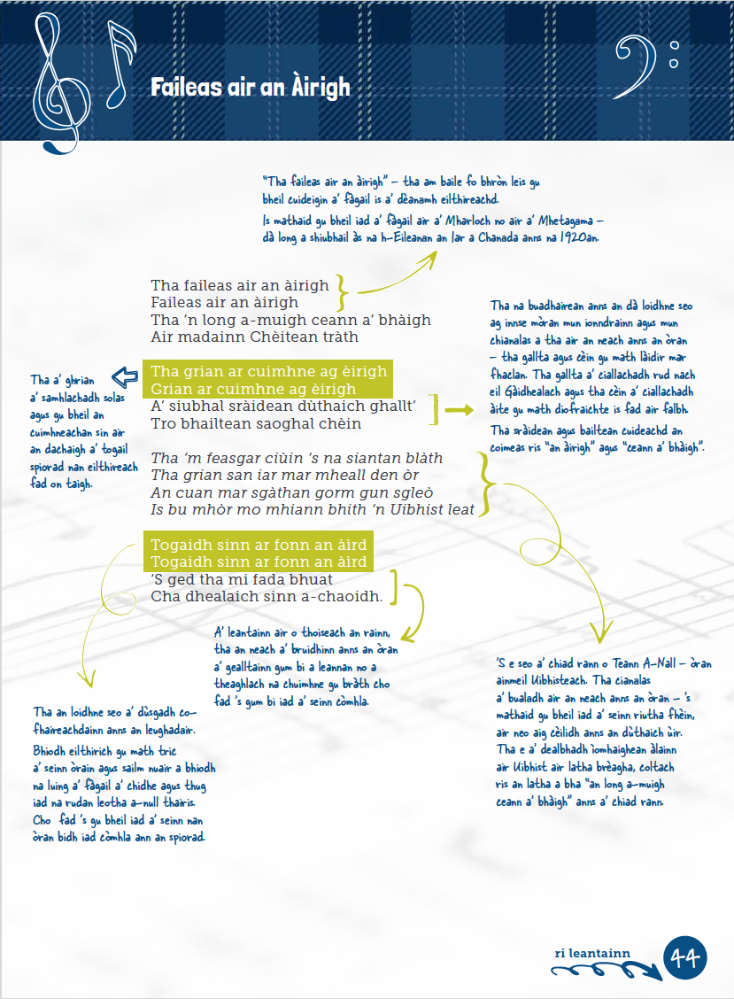 Faileas air an Àirigh
"Tha faileas air an àirigh" – tha am baile fo bhròn leis gu
bheil cuideigin a' fàgail is a' dèanamh eilthireachd.
Is mathaid gu bheil iad a' fàgail air a' Mharloch no air a' Mhetagama –
dà long a shiubhail às na h-Eileanan an Iar a Chanada anns na 1920an.
Tha faileas air an àirigh
Faileas air an àirigh
Tha 'n long a-muigh ceann a' bhàigh
Air madainn Chèitean tràth
Tha grian ar cuimhne ag èirigh
Grian ar cuimhne ag èirigh
A' siubhal sràidean dùthaich ghallt'
Tro bhailtean saoghal chèin
Tha 'm feasgar ciùin 's na siantan blàth
Tha grian san iar mar mheall den òr
An cuan mar sgàthan gorm gun sgleò
Is bu mhòr mo mhiann bhith 'n Uibhist leat
Togaidh sinn ar fonn an àird
Togaidh sinn ar fonn an àird
'S ged tha mi fada bhuat
Cha dhealaich sinn a-chaoidh.
Tha na buadhairean anns an dà loidhne seo
ag innse mòran mun ionndrainn agus mun
chianalas a tha air an neach anns an òran
– tha gallta agus cèin gu math làidir mar
fhaclan. Tha gallta a' ciallachadh rud nach
eil Gàidhealach agus tha cèin a' ciallachadh
àite gu math diofraichte is fad air falbh.
Tha sràidean agus bailtean cuideachd an
coimeas ris "an àirigh" agus "ceann a' bhàigh".
Tha a' ghrian
a' samhlachadh solas
agus gu bheil an
cuimhneachan sin air
an dachaigh a' togail
spiorad nan eilthireach
fad on taigh.
A' leantainn air o thoiseach an rainn,
tha an neach a' bruidhinn anns an òran
a' gealltainn gum bi a leannan no a
theaghlach na chuimhne gu bràth cho
fad 's gum bi iad a' seinn còmhla.
'S e seo a' chiad rann o Teann A-Nall – òran
ainmeil Uibhisteach. Tha cianalas
a' bualadh air an neach anns an òran – 's
mathaid gu bheil iad a' seinn riutha fhèin,
air neo aig cèilidh anns an dùthaich ùir.
Tha e a' dealbhadh ìomhaighean àlainn
air Uibhist air latha brèagha, coltach
ris an latha a bha "an long a-muigh
ceann a' bhàigh" anns a' chiad rann.
Tha an loidhne seo a' dùsgadh co-
fhaireachdainn anns an leughadair.
Bhiodh eilthirich gu math tric
a' seinn òrain agus sailm nuair a bhiodh
na luing a' fàgail a' chidhe agus thug
iad na rudan leotha a-null thairis.
Cho fad 's gu bheil iad a' seinn nan
òran bidh iad còmhla ann an spiorad.
ri leantainn
44